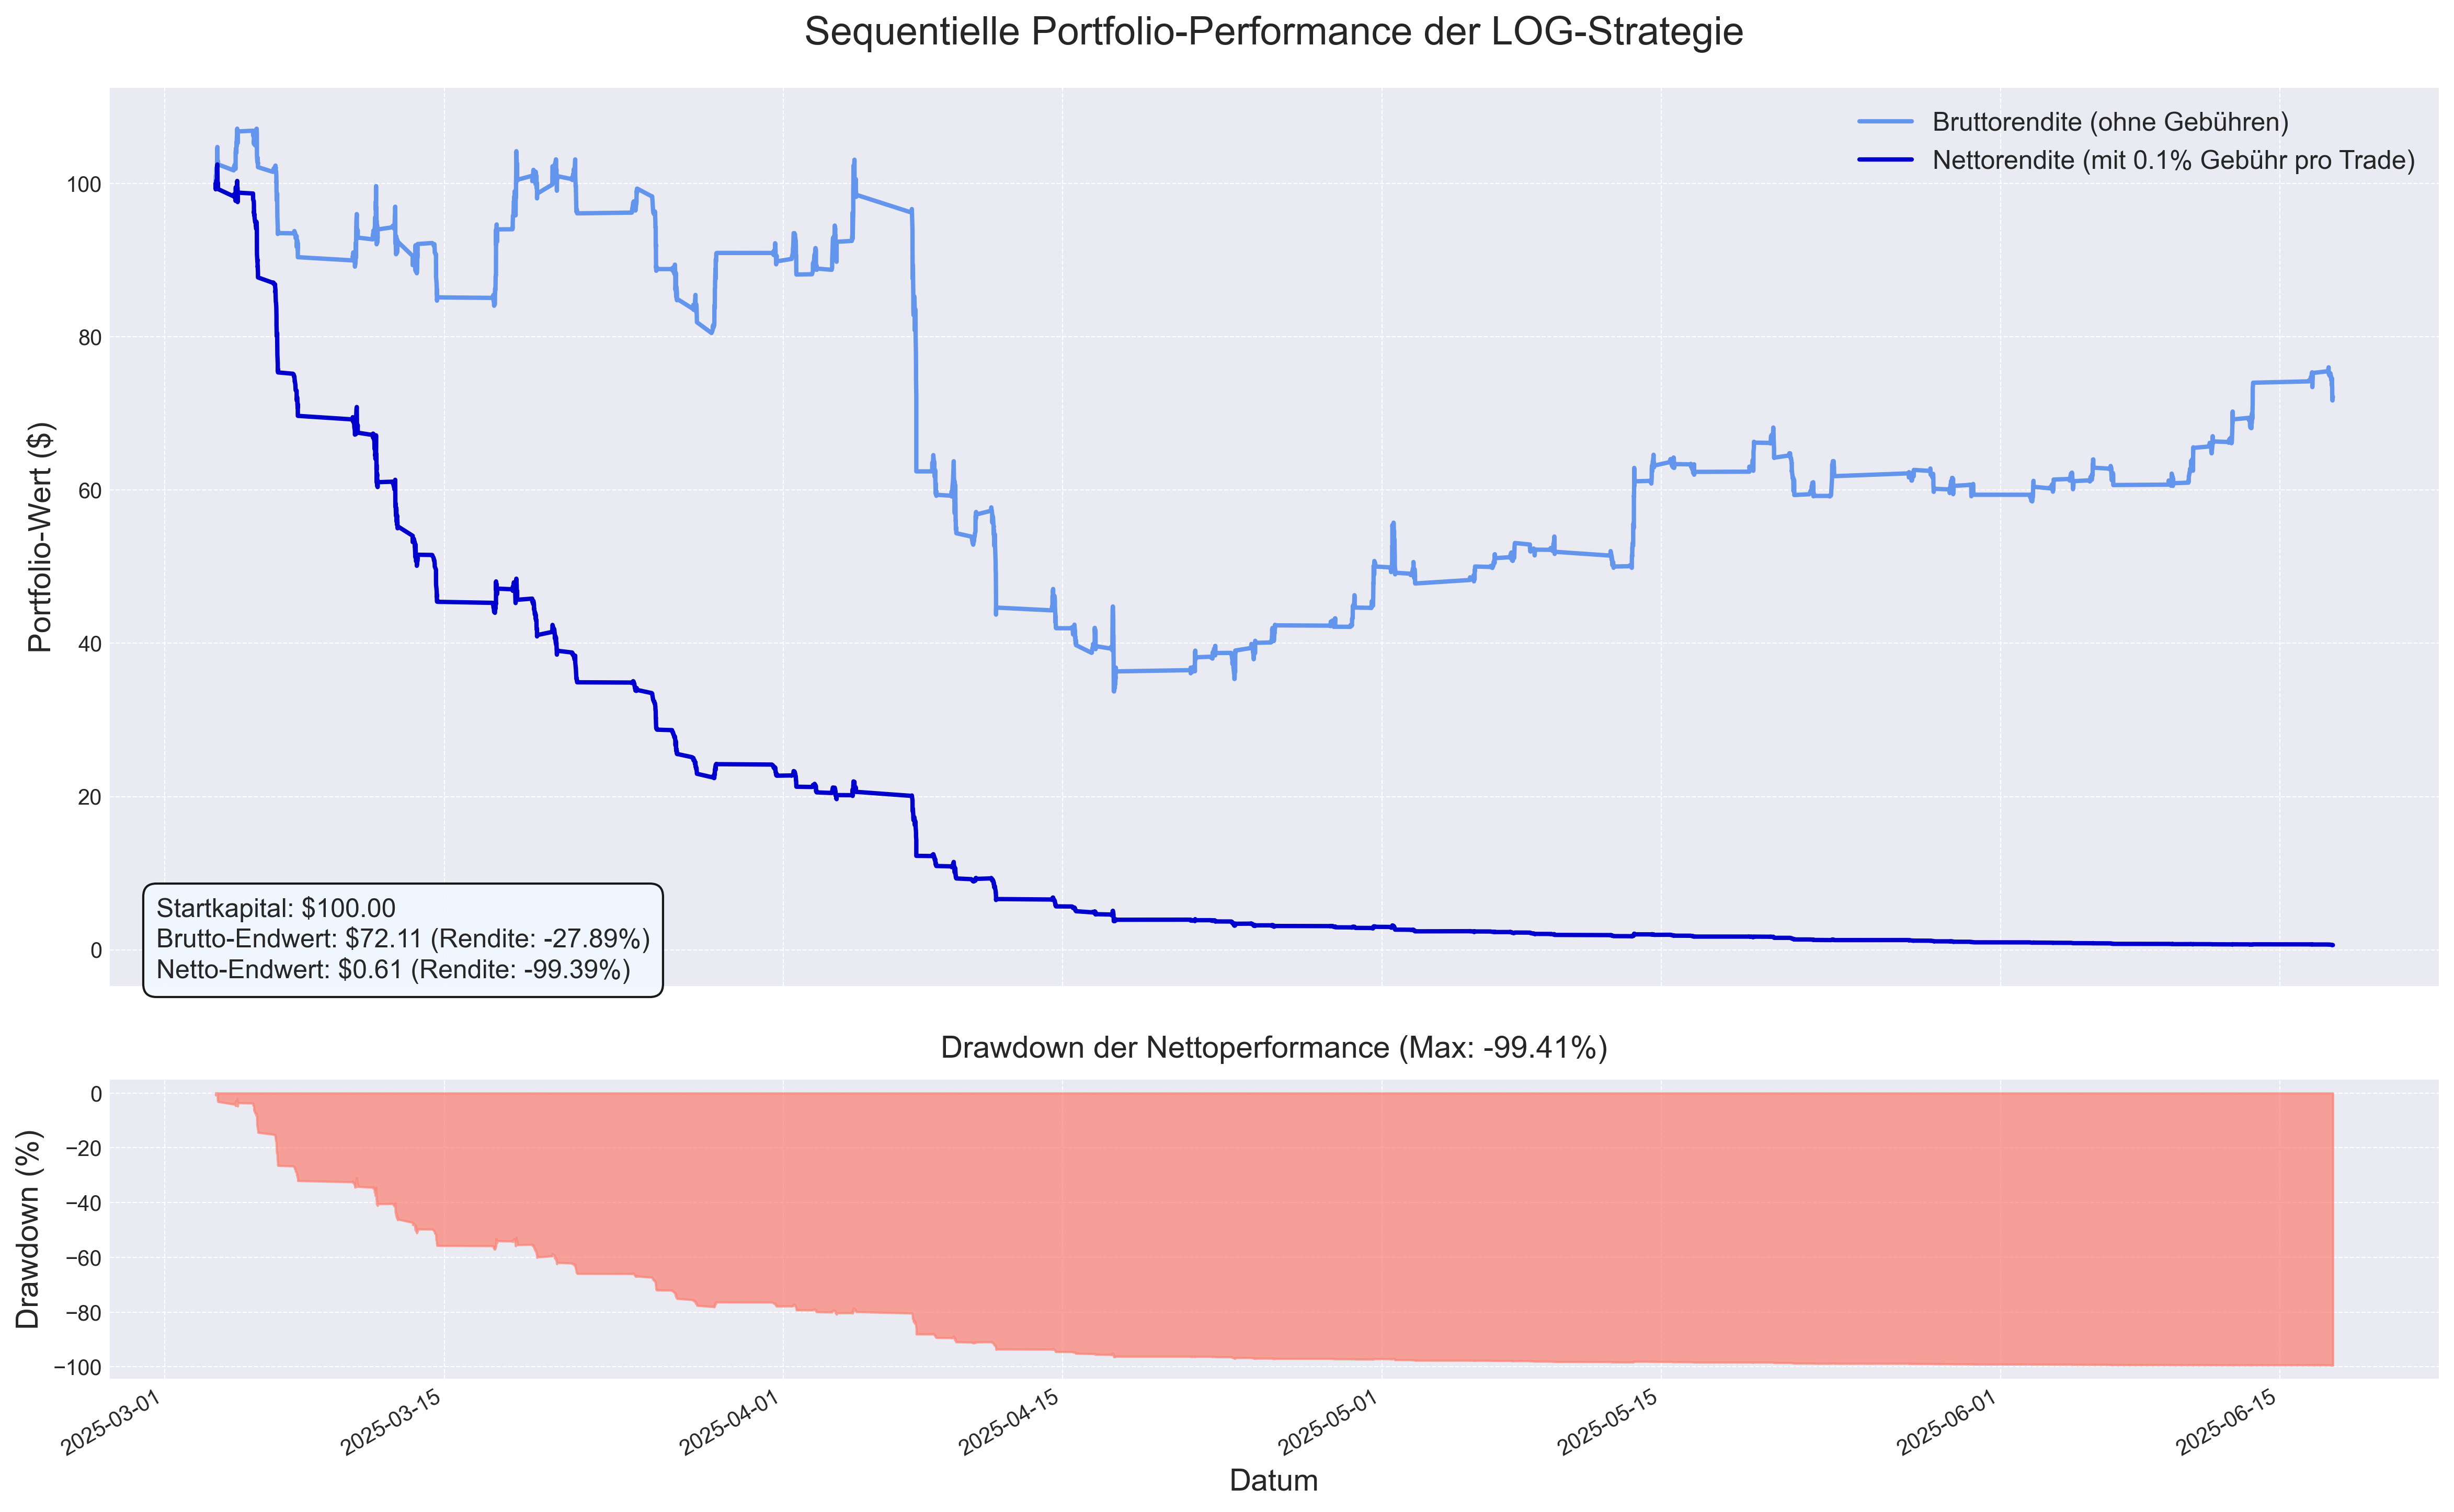 Sequentielle Portfolio-Performance der LOG-Strategie
Bruttorendite (ohne Gebühren)
Nettorendite (mit 0.1% Gebühr pro Trade)
Portfolio-Wert ($)
100
80
60
40
20
0
Startkapital: $100.00
Brutto-Endwert: $72.11 (Rendite: -27.89%)
Netto-Endwert: $0.61 (Rendite: -99.39%)
Drawdown der Nettoperformance (Max: -99.41%)
Drawdown (%)
0
−20
−40
−60
−80
−100
2025-03-01
2025-03-15
2025-04-01
2025-04-15
2025-05-01
2025-05-15
2025-06-01
2025-06-15
Datum